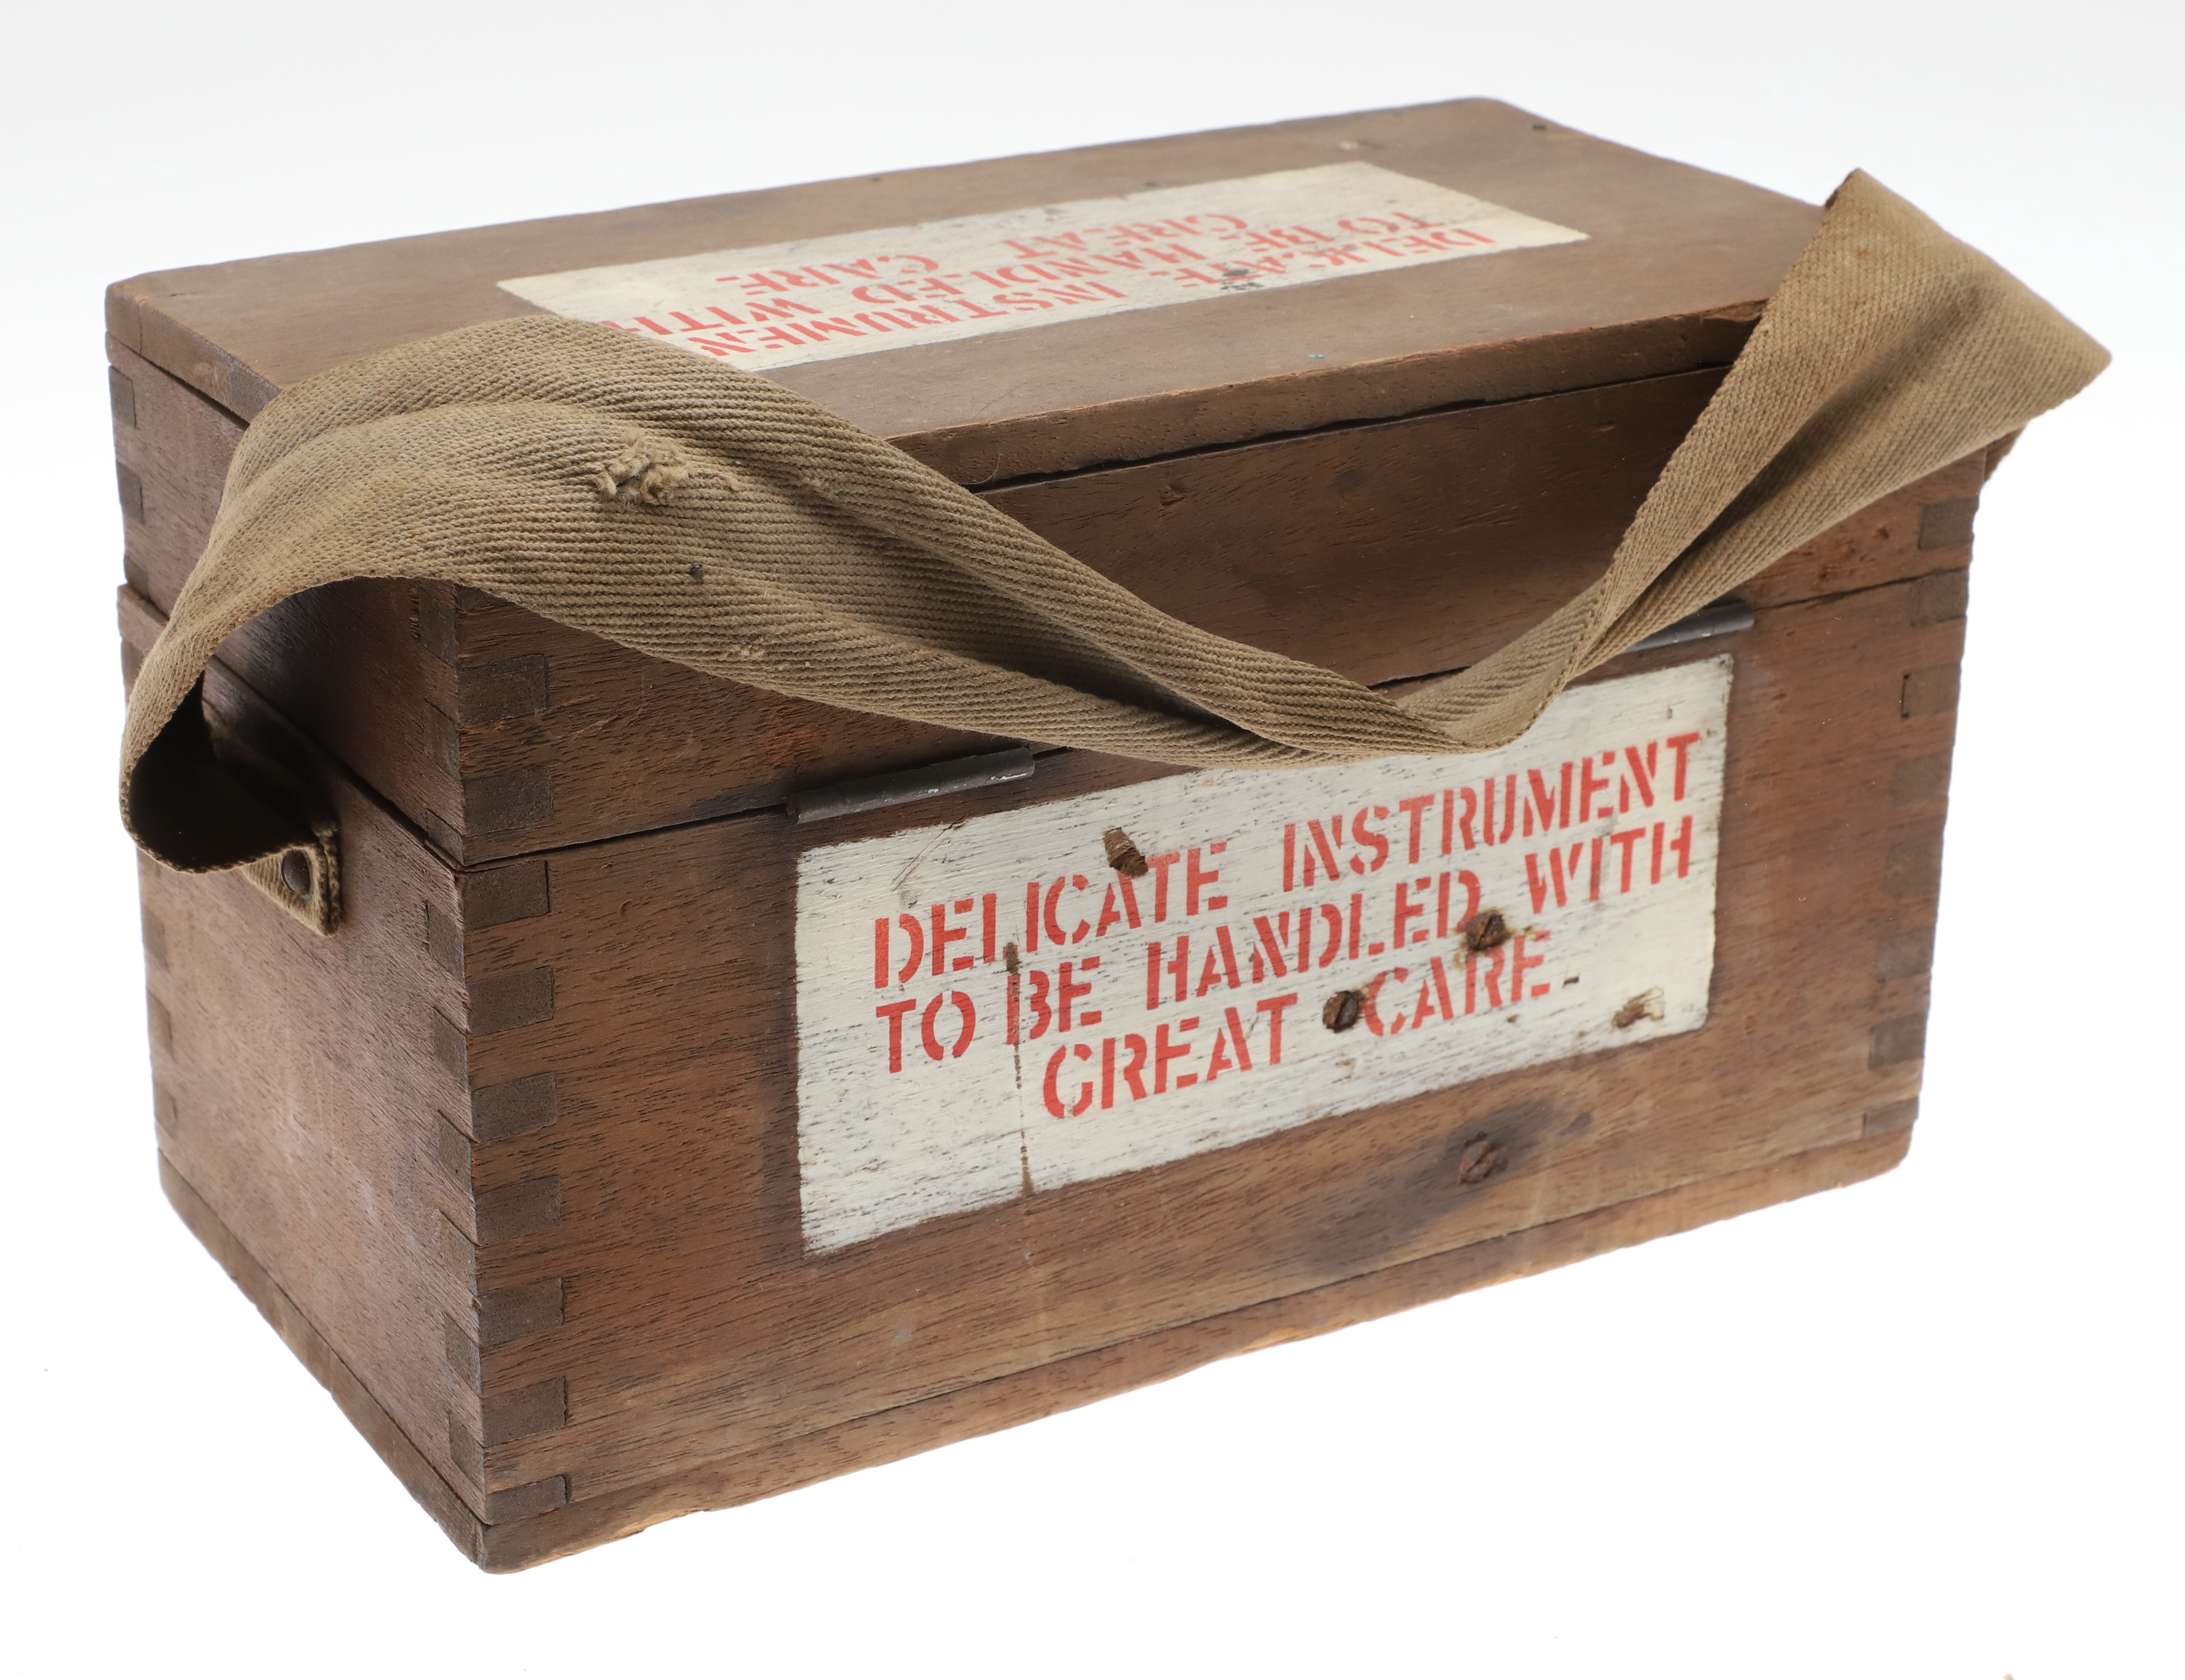 DELICATE INSTRUMEN
TO BE HANDLED WITH
GREAT CARE
DELICATE INSTRUMENT
TO BE HANDLED WITH
GREAT CARE